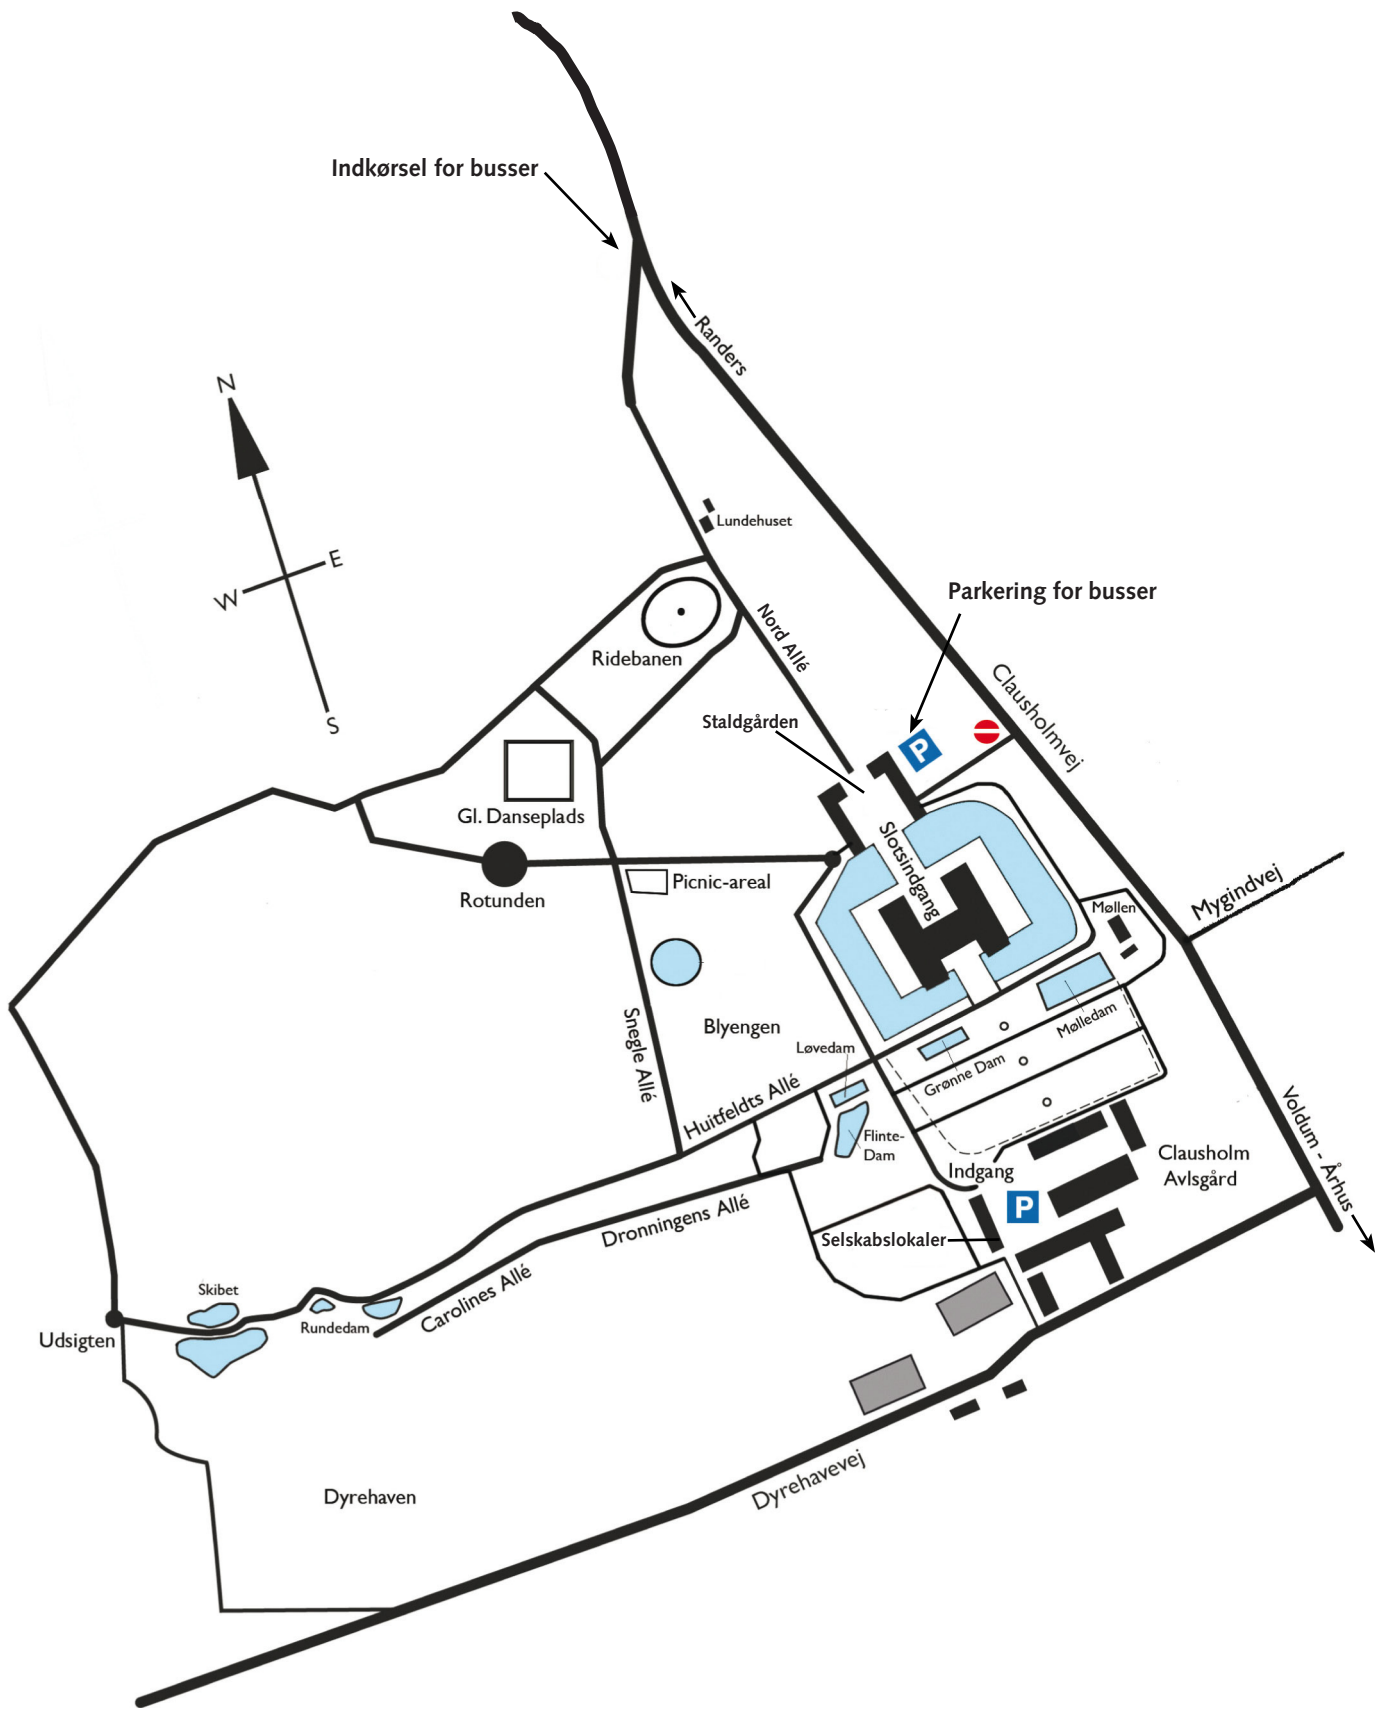 Indkørsel for busser
Randers
N
E
W
S
Lundehuset
Parkering for busser
Nord Allé
Ridebanen
Clausholmvej
Staldgården
P
Gl. Danseplads
Slotsindgang
Picnic-areal
Rotunden
Mygindvej
Møllen
Mølledam
Snegle Allé
Blyengen
Løvedam
Grønne Dam
Huitfeldts Allé
Voldum - Århus
Flinte-
Dam
Indgang
Clausholm
Avlsgård
P
Dronningens Allé
Selskabslokaler
Carolines Allé
Skibet
Rundedam
Udsigten
Dyrehavevej
Dyrehaven